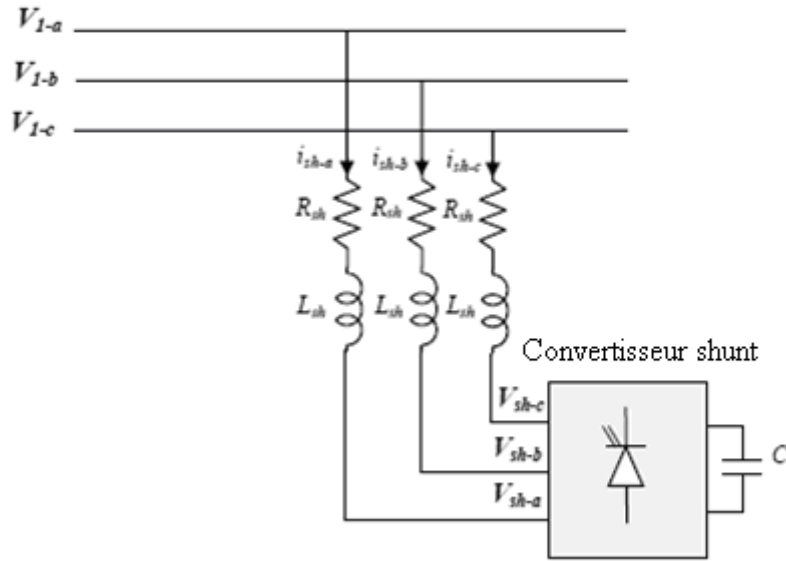 V1-a
V1-b
V1-c
ish-a ish-b ish-c
Rsh Rsh Rsh
Lsh Lsh Lsh
Convertisseur shunt
Vsh-c
Vsh-b
Vsh-a
C